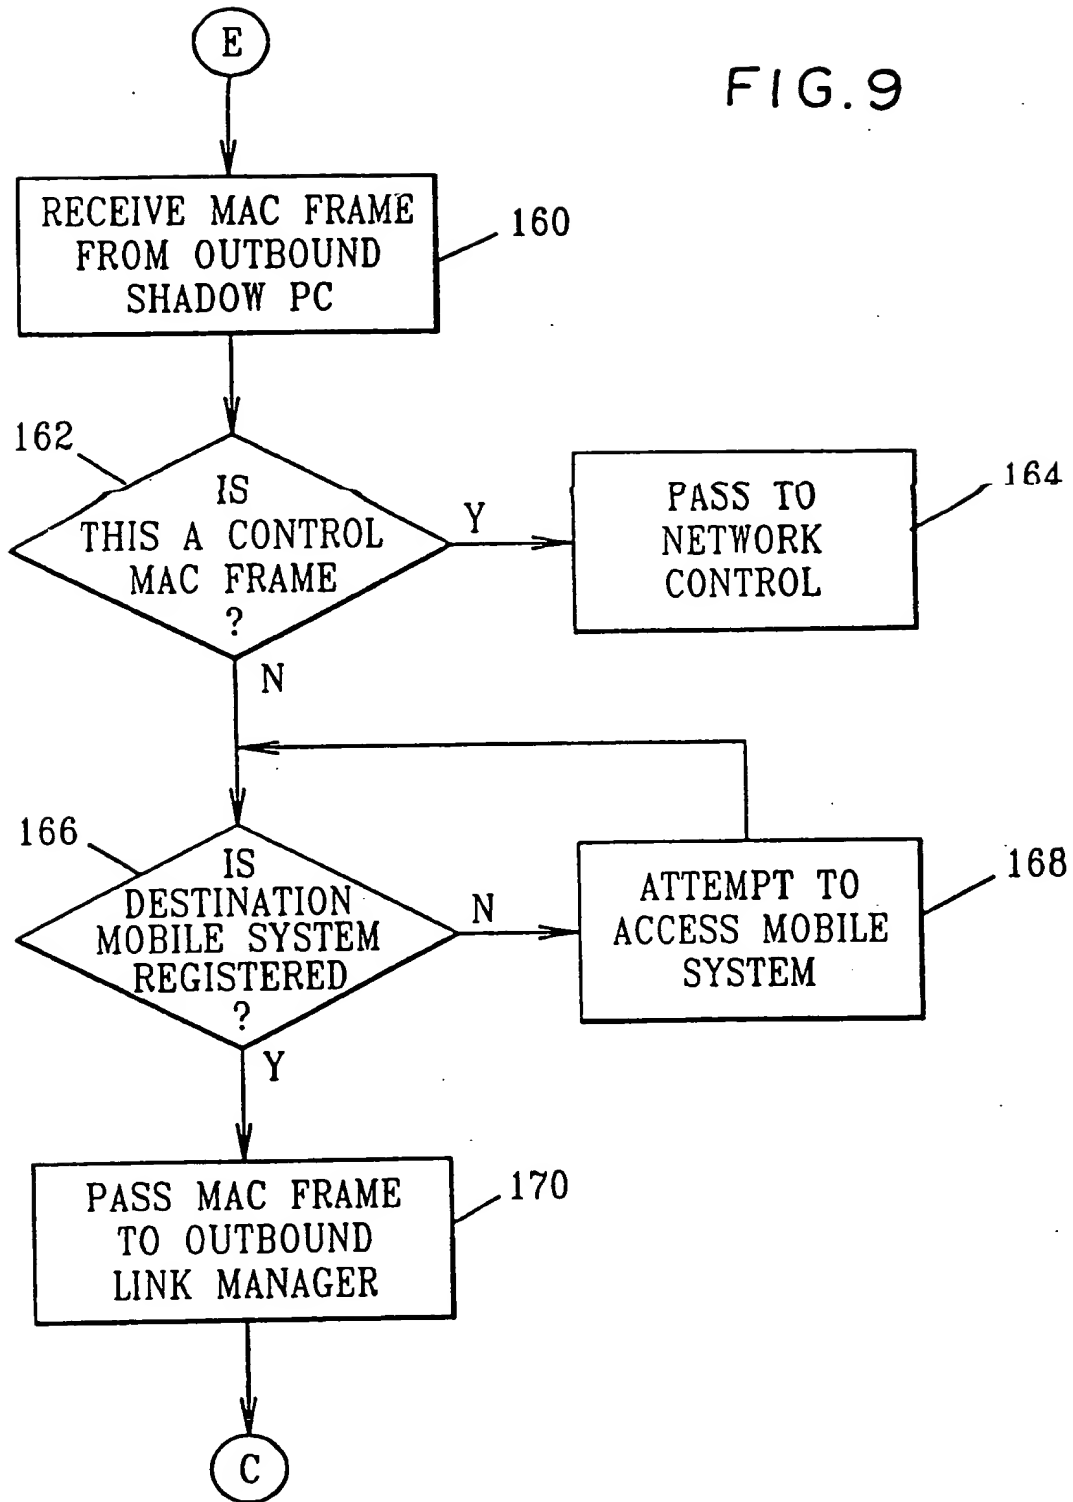 E
FIG. 9
RECEIVE MAC FRAME
FROM OUTBOUND
SHADOW PC
160
162
IS
THIS A CONTROL
MAC FRAME
?
Y
PASS TO
NETWORK
CONTROL
164
N
166
IS
DESTINATION
MOBILE SYSTEM
REGISTERED
?
N
ATTEMPT TO
ACCESS MOBILE
SYSTEM
168
Y
PASS MAC FRAME
TO OUTBOUND
LINK MANAGER
170
C